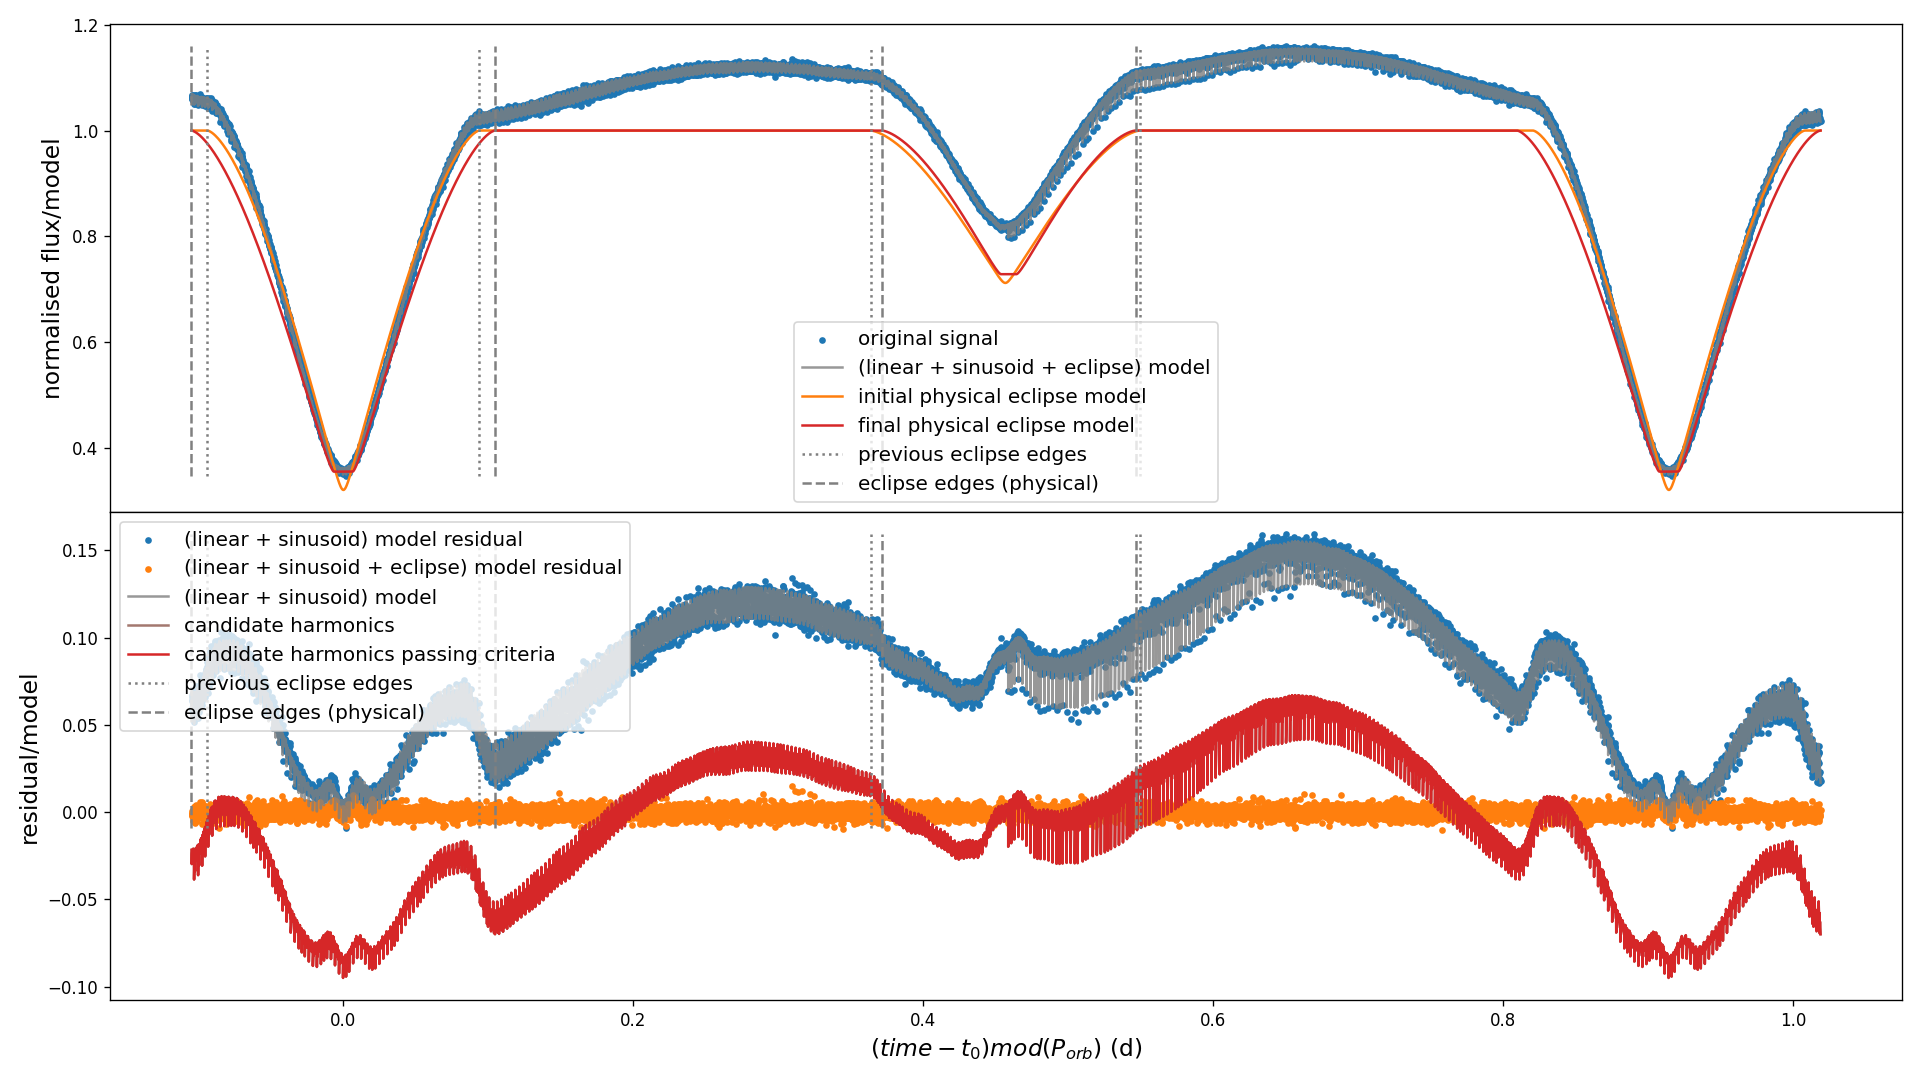 1.2
1.0
0.8
0.6
0.4
normalised flux/model
original signal
(linear + sinusoid + eclipse) model
initial physical eclipse model
final physical eclipse model
previous eclipse edges
eclipse edges (physical)
0.15
0.10
0.05
0.00
−0.05
−0.10
residual/model
(linear + sinusoid) model residual
(linear + sinusoid + eclipse) model residual
(linear + sinusoid) model
candidate harmonics
candidate harmonics passing criteria
previous eclipse edges
eclipse edges (physical)
0.0 0.2 0.4 0.6 0.8 1.0
(time − t₀)mod(P_orb) (d)